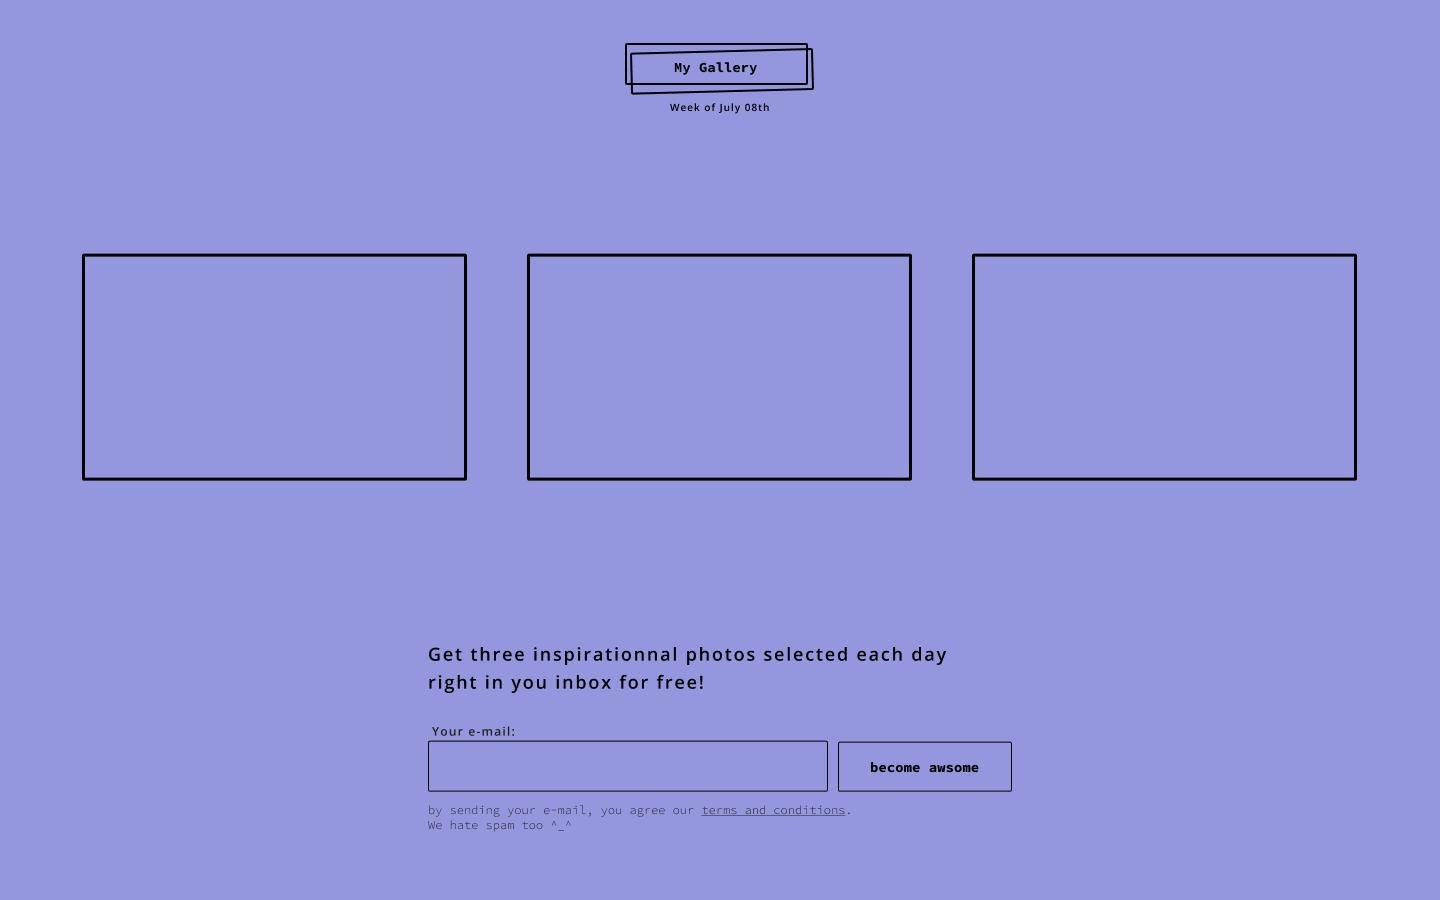 My Gallery
Week of July 08th
Get three inspirationnal photos selected each day
right in you inbox for free!
Your e-mail:
become awsome
by sending your e-mail, you agree our terms and conditions.
We hate spam too ^_^